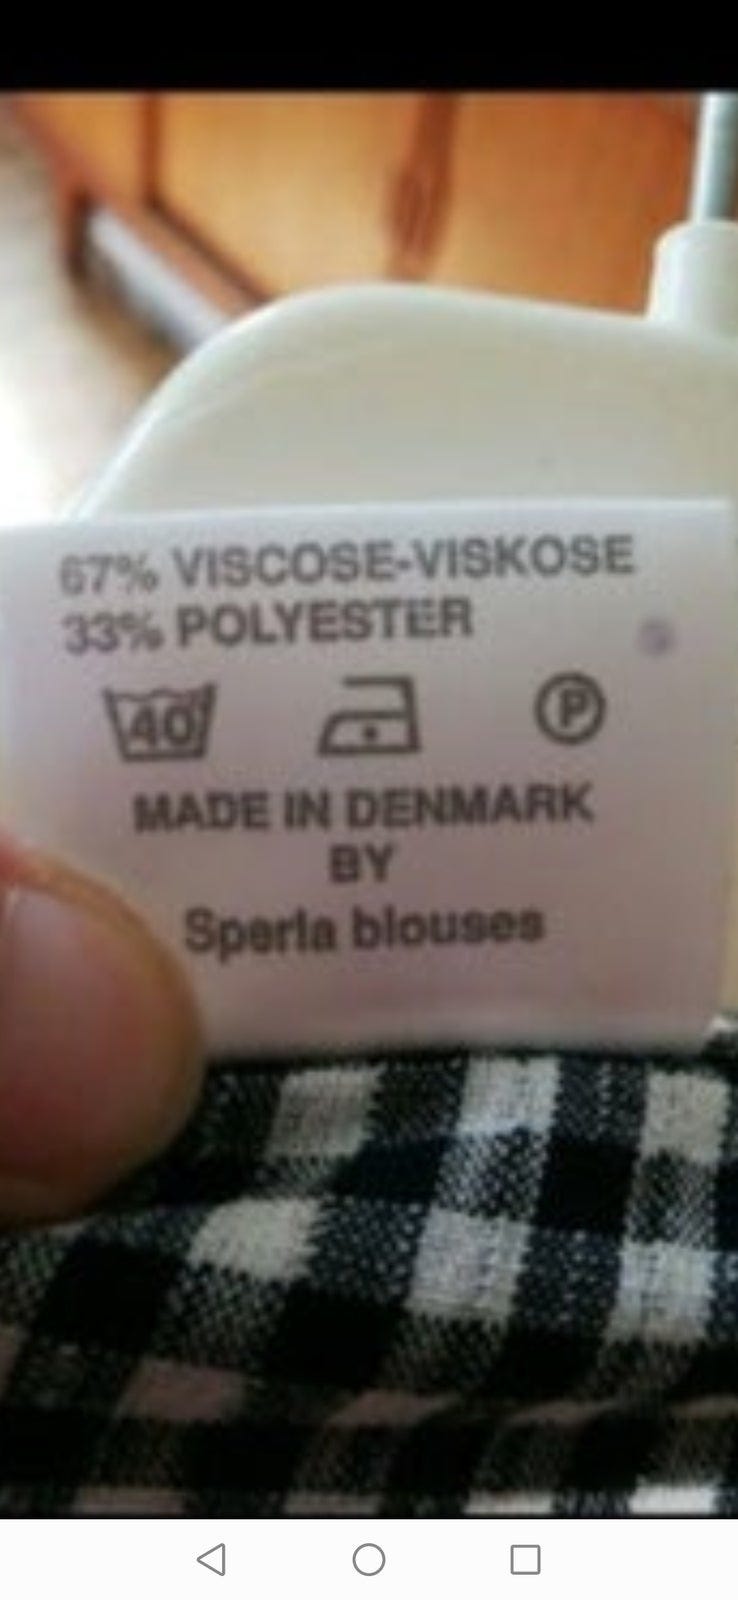 67% VISCOSE-VISKOSE
33% POLYESTER
40 P
MADE IN DENMARK
BY
Sperla blouses